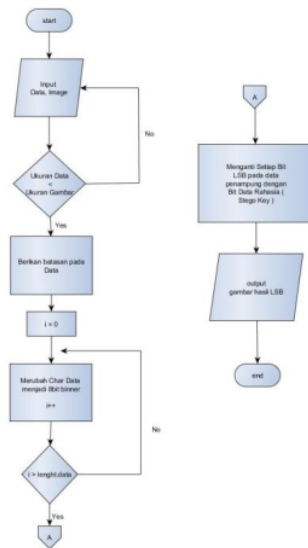 start
Input
Data, Image
No
Ukuran Data
<
Ukuran Gambar
Yes
Berikan batasan pada
Data
i = 0
Merubah Char Data
menjadi 8bit binner
i++
No
i > lenght.data
Yes
A
A
Menganti Setiap Bit
LSB pada data
penampung dengan
Bit Data Rahasia (
Stego Key )
output
gambar hasil LSB
end